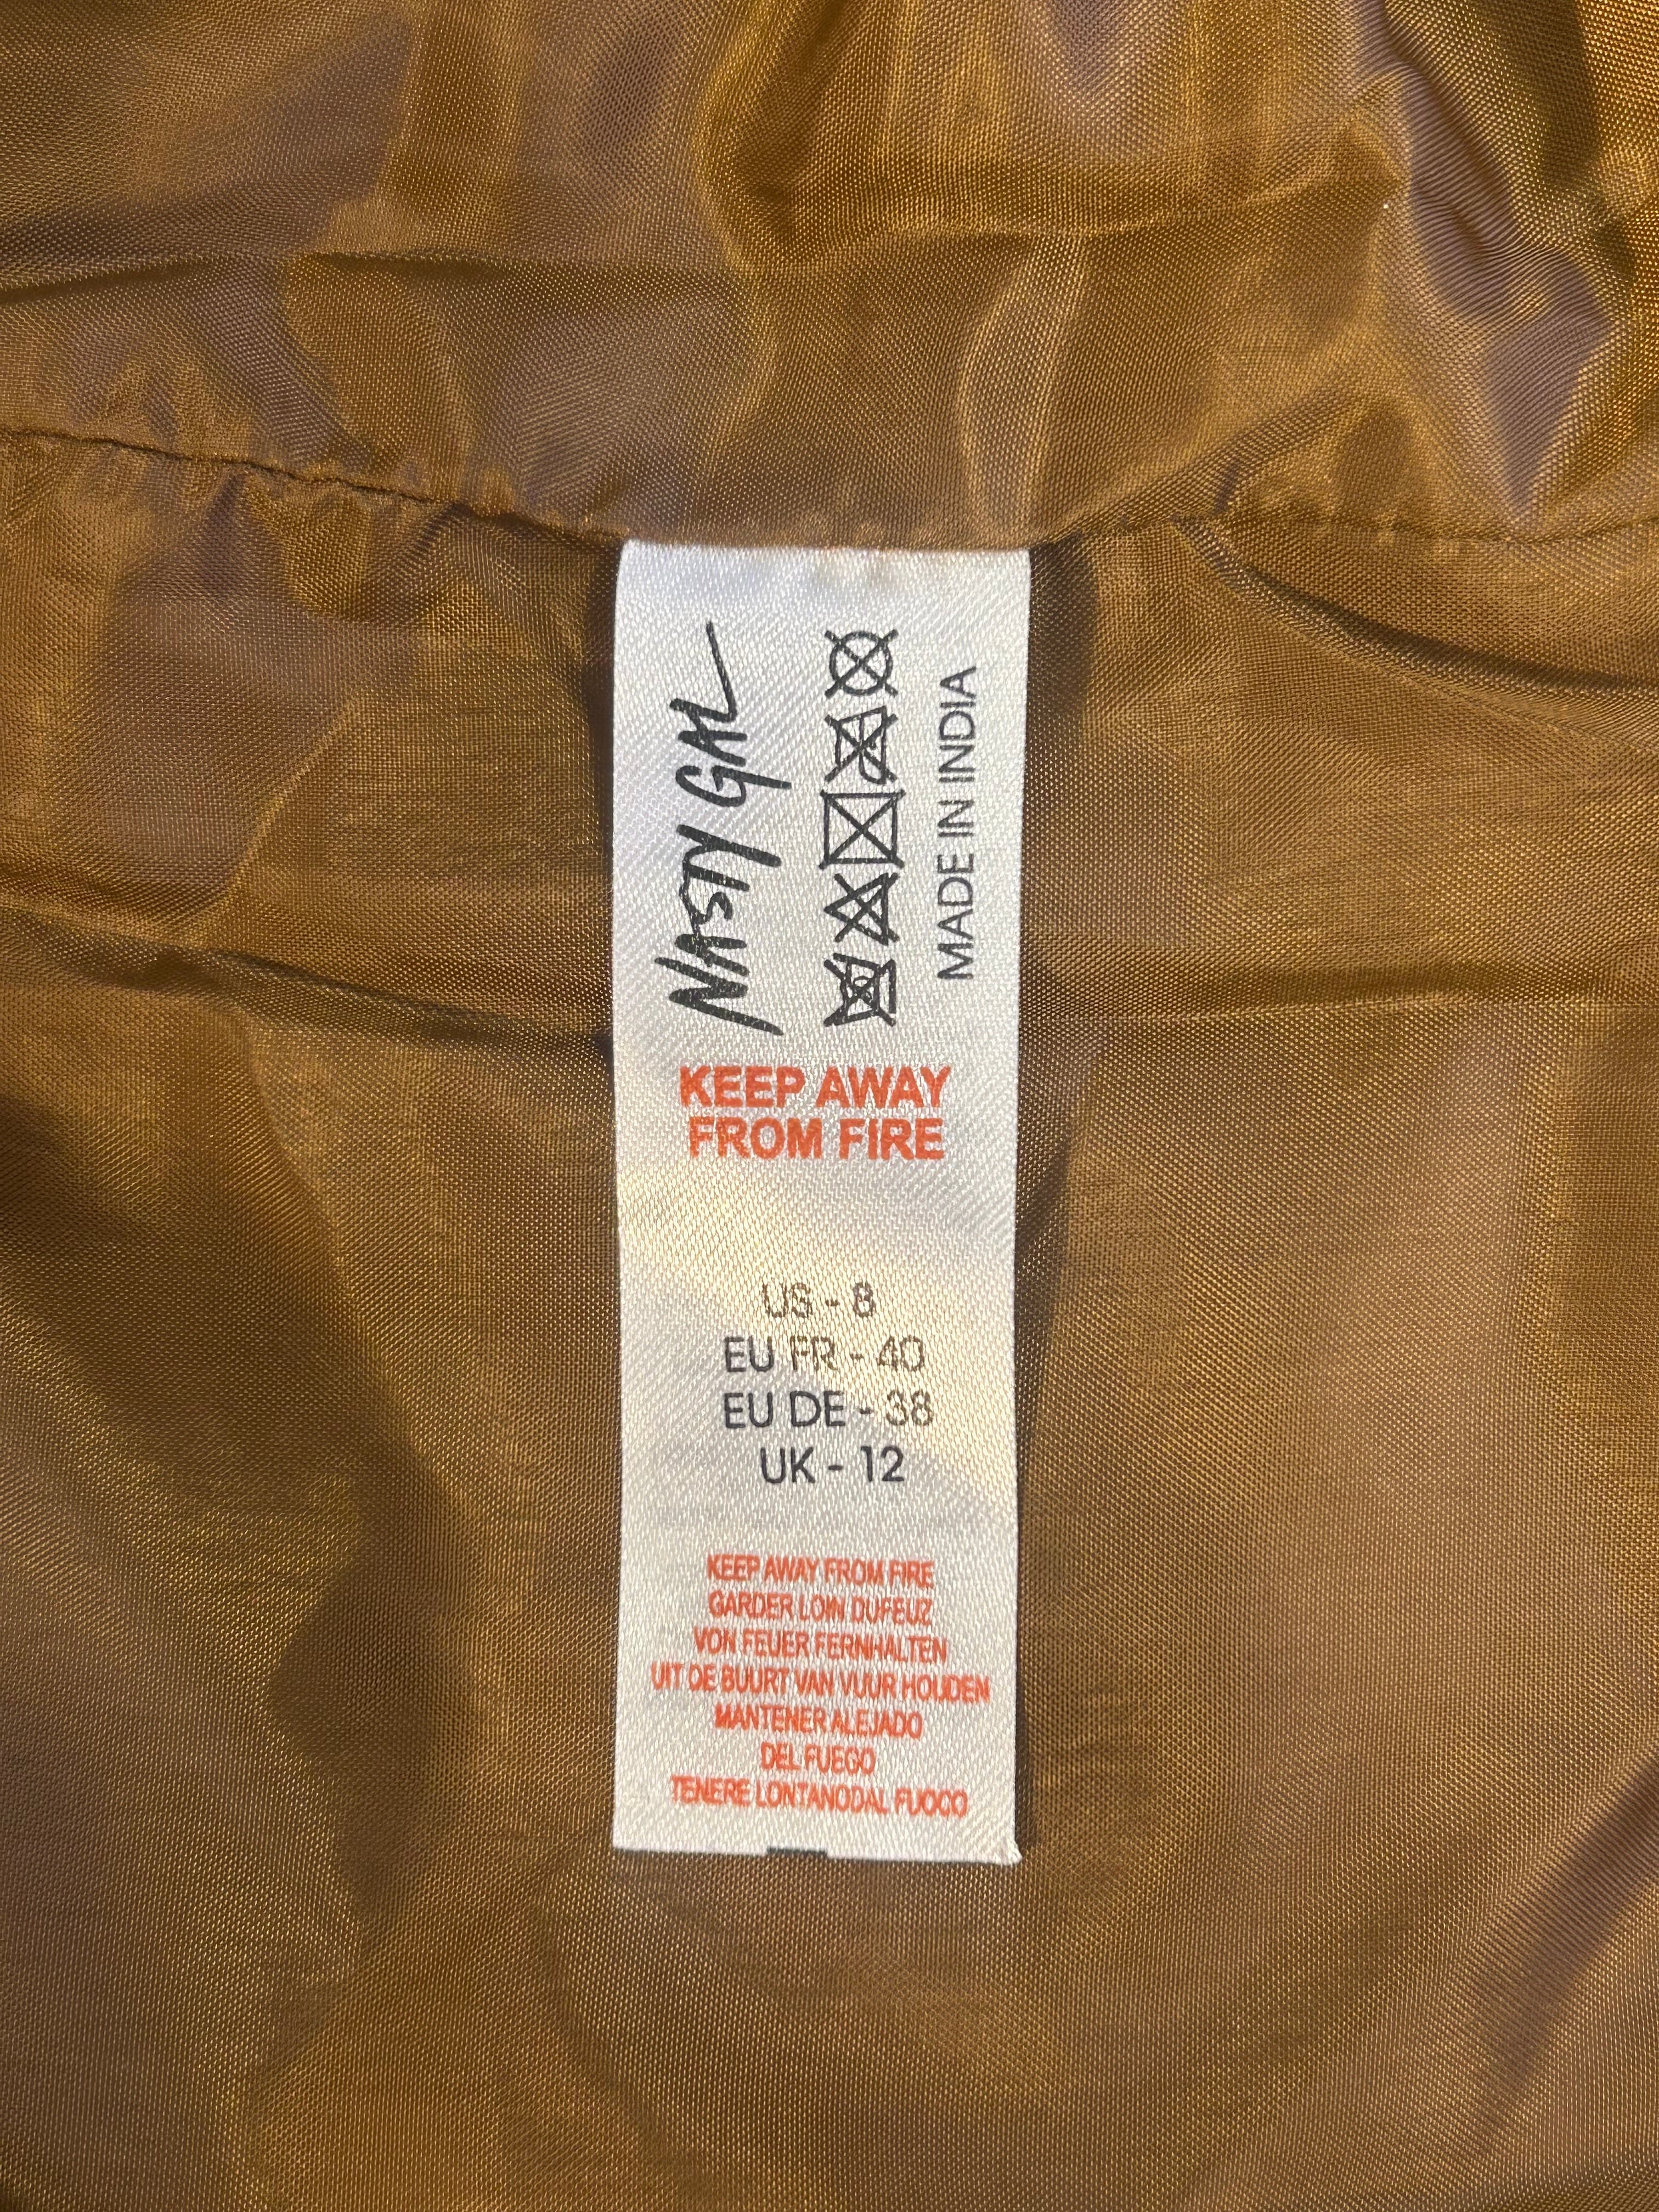 NASTY GAL
MADE IN INDIA
KEEP AWAY
FROM FIRE
US - 8
EU FR - 40
EU DE - 38
UK - 12
KEEP AWAY FROM FIRE
GARDER LOIN DUFEUZ
VON FEUER FERNHALTEN
UIT DE BUURT VAN VUUR HOUDEN
MANTENER ALEJADO
DEL FUEGO
TENERE LONTANODAL FUOCO